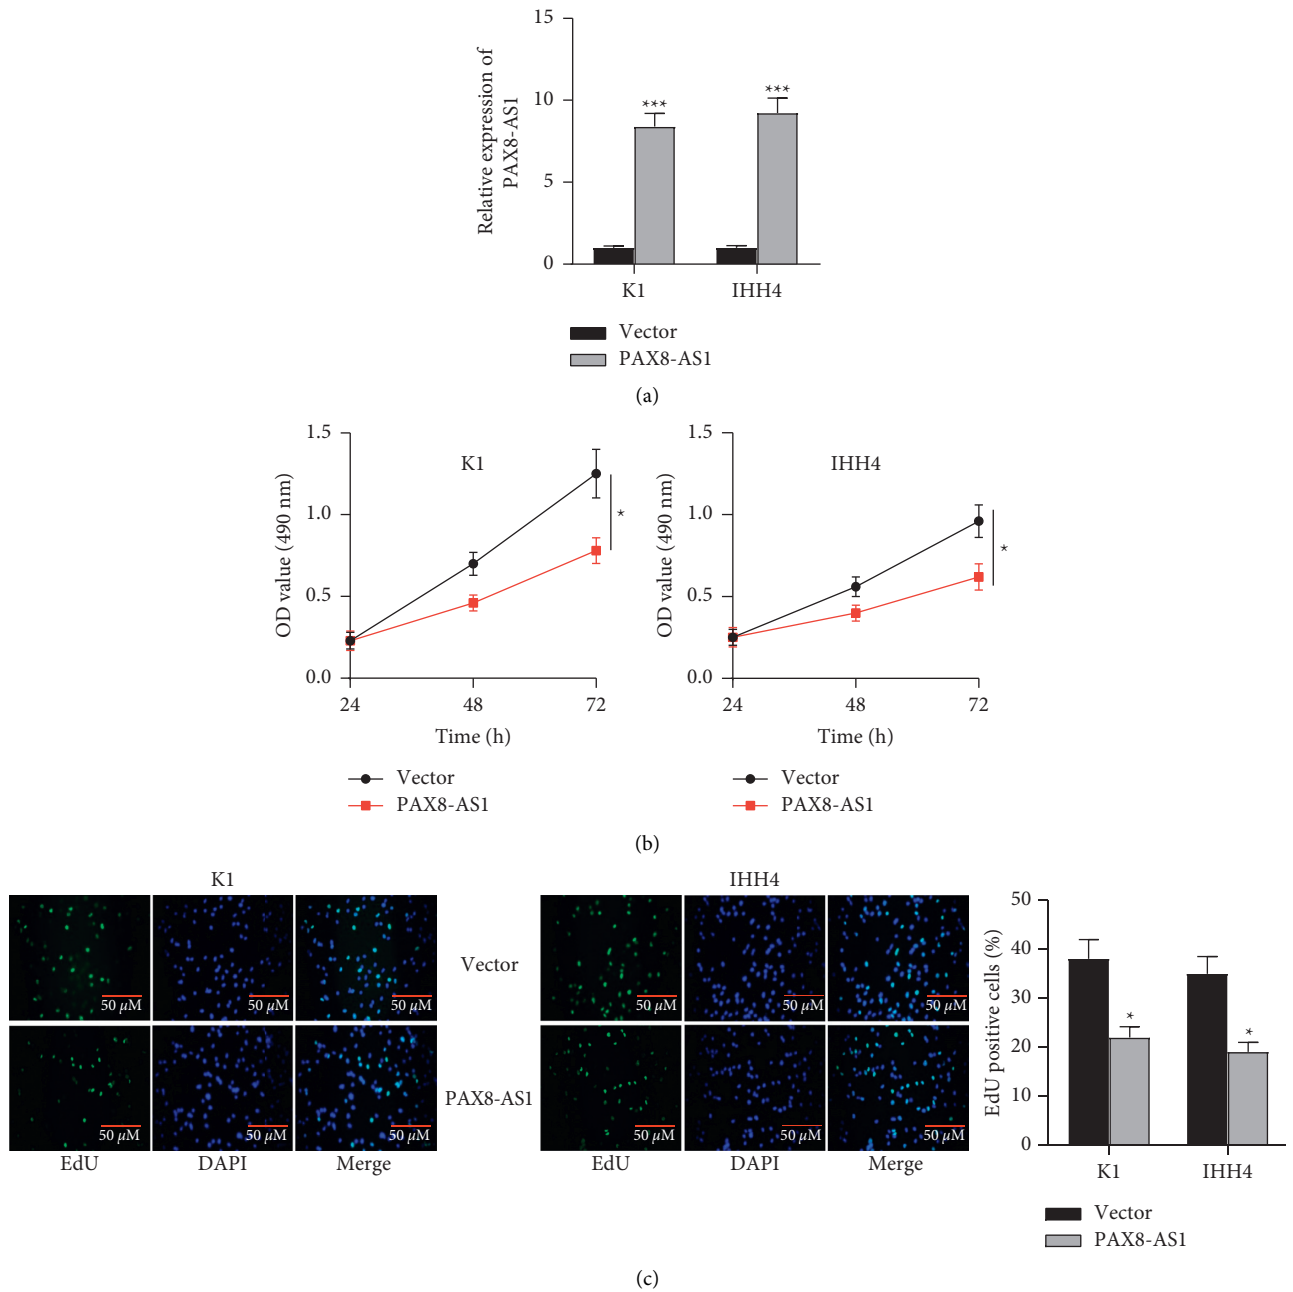 Relative expression of
PAX8-AS1
15
10
5
0
***
***
K1
IHH4
Vector
PAX8-AS1
(a)
OD value (490 nm)
1.5
1.0
0.5
0.0
K1
*
24
48
72
Time (h)
Vector
PAX8-AS1
OD value (490 nm)
1.5
1.0
0.5
0.0
IHH4
*
24
48
72
Time (h)
Vector
PAX8-AS1
(b)
K1
IHH4
50 µM
50 µM
50 µM
Vector
50 µM
50 µM
50 µM
50 µM
50 µM
50 µM
PAX8-AS1
50 µM
50 µM
50 µM
EdU
DAPI
Merge
EdU
DAPI
Merge
EdU positive cells (%)
50
40
30
20
10
0
*
*
K1
IHH4
Vector
PAX8-AS1
(c)